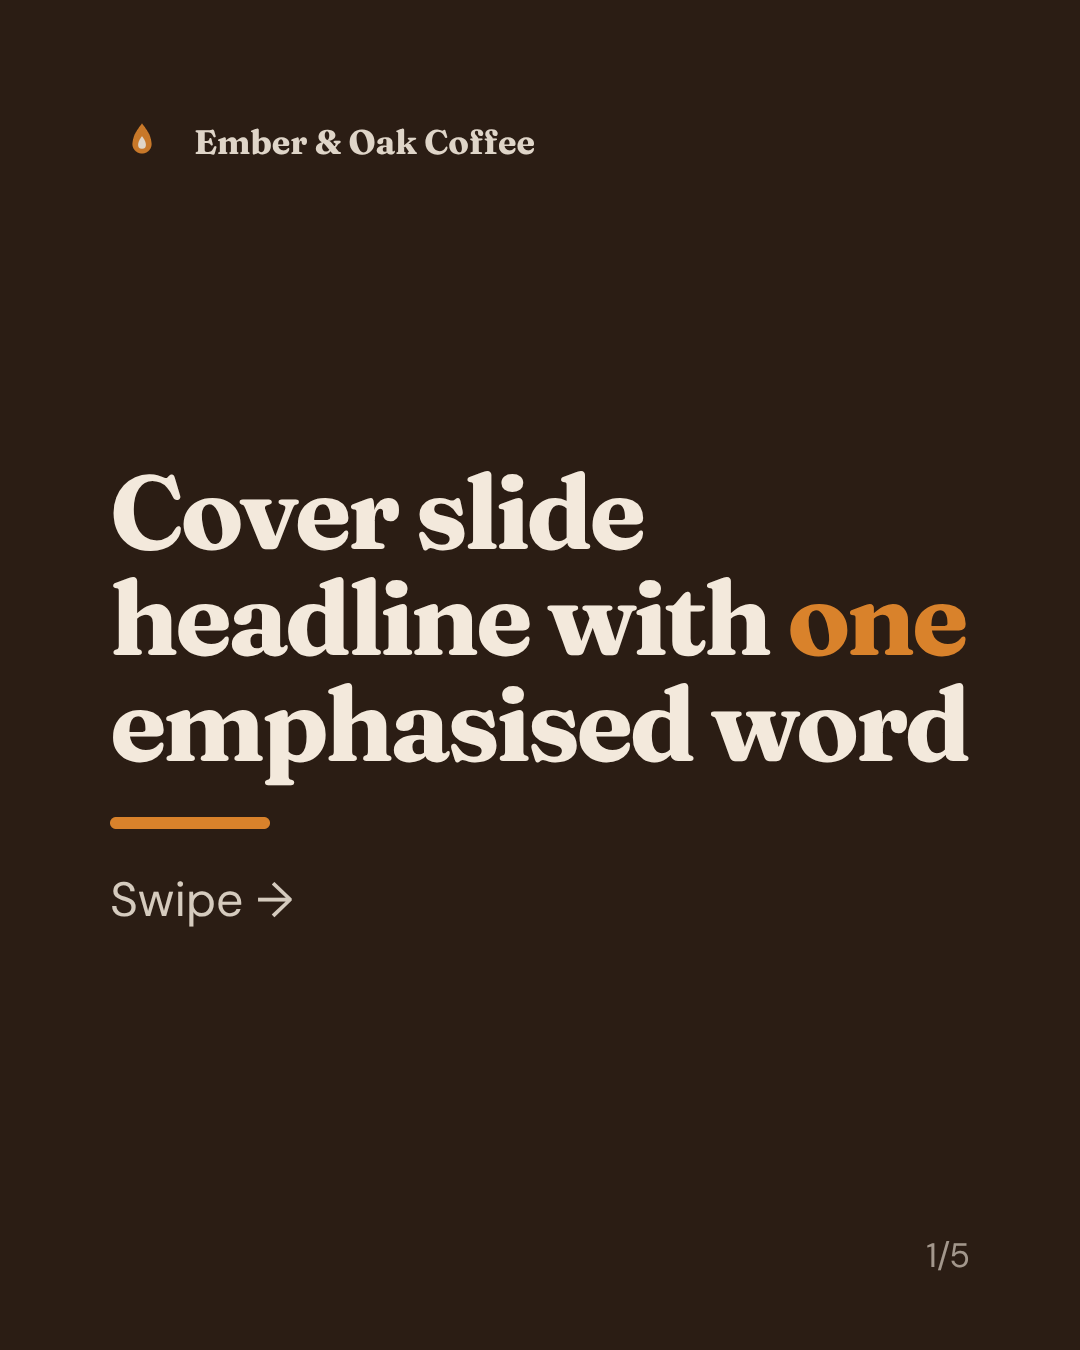 Ember & Oak Coffee
Cover slide
headline with one
emphasised word
Swipe →
1/5